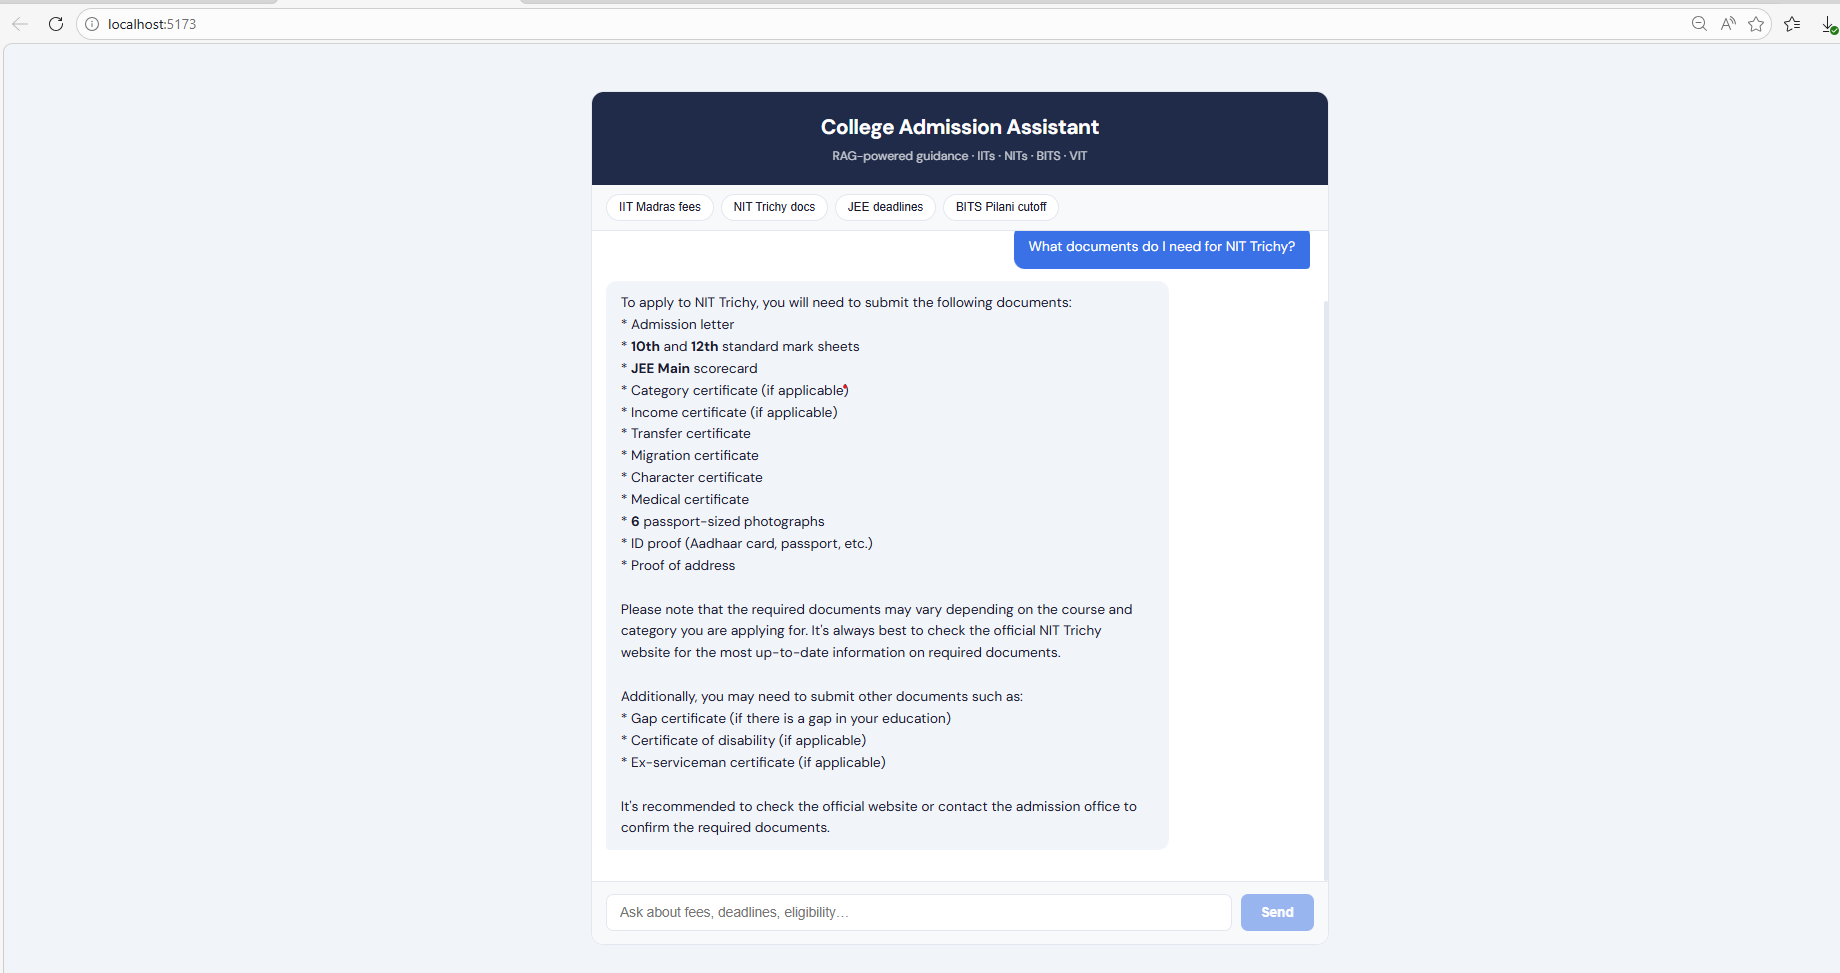 localhost:5173
College Admission Assistant
RAG-powered guidance · IITs · NITs · BITS · VIT
IIT Madras fees
NIT Trichy docs
JEE deadlines
BITS Pilani cutoff
What documents do I need for NIT Trichy?
To apply to NIT Trichy, you will need to submit the following documents:
* Admission letter
* 10th and 12th standard mark sheets
* JEE Main scorecard
* Category certificate (if applicable)
* Income certificate (if applicable)
* Transfer certificate
* Migration certificate
* Character certificate
* Medical certificate
* 6 passport-sized photographs
* ID proof (Aadhaar card, passport, etc.)
* Proof of address
Please note that the required documents may vary depending on the course and
category you are applying for. It's always best to check the official NIT Trichy
website for the most up-to-date information on required documents.
Additionally, you may need to submit other documents such as:
* Gap certificate (if there is a gap in your education)
* Certificate of disability (if applicable)
* Ex-serviceman certificate (if applicable)
It's recommended to check the official website or contact the admission office to
confirm the required documents.
Ask about fees, deadlines, eligibility…
Send